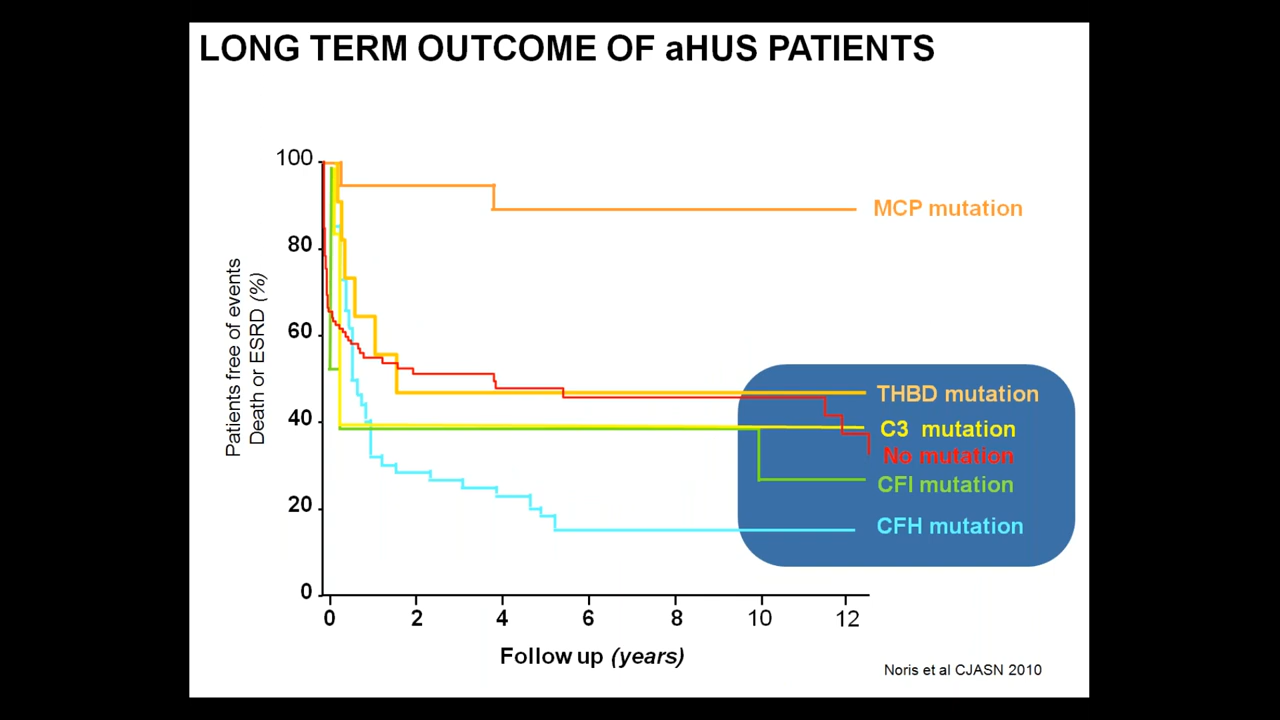 LONG TERM OUTCOME OF aHUS PATIENTS
100
80
60
40
20
0
Patients free of events
Death or ESRD (%)
MCP mutation
THBD mutation
C3 mutation
No mutation
CFI mutation
CFH mutation
0 2 4 6 8 10 12
Follow up (years)
Noris et al CJASN 2010